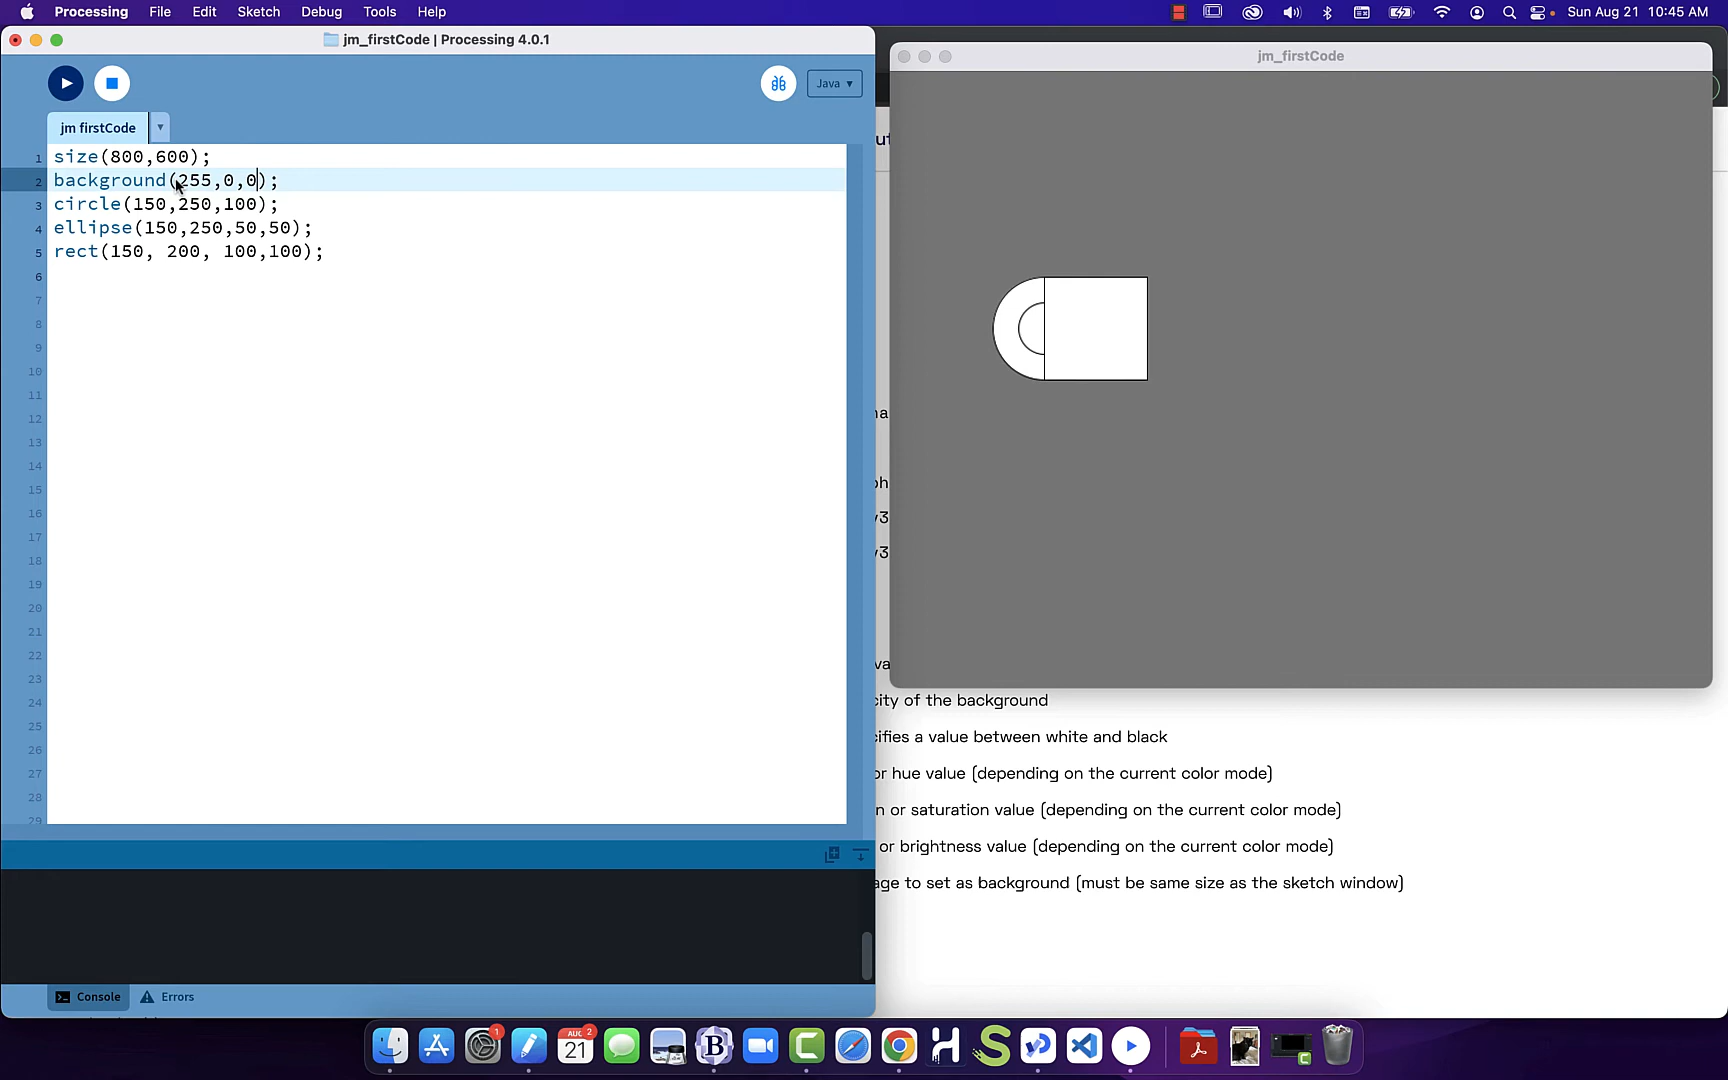 Processing File Edit Sketch Debug Tools Help
Sun Aug 21 10:45 AM
jm_firstCode | Processing 4.0.1
jm_firstCode
Java ▾
jm firstCode
1 size(800,600);
2 background(255,0,0);
3 circle(150,250,100);
4 ellipse(150,250,50,50);
5 rect(150, 200, 100,100);
6
7
8
9
10
11
12
13
14
15
16
17
18
19
20
21
22
23
24
25
26
27
28
29
city of the background
cifies a value between white and black
or hue value (depending on the current color mode)
n or saturation value (depending on the current color mode)
or brightness value (depending on the current color mode)
age to set as background (must be same size as the sketch window)
Console Errors
1
AUG 2
21
B